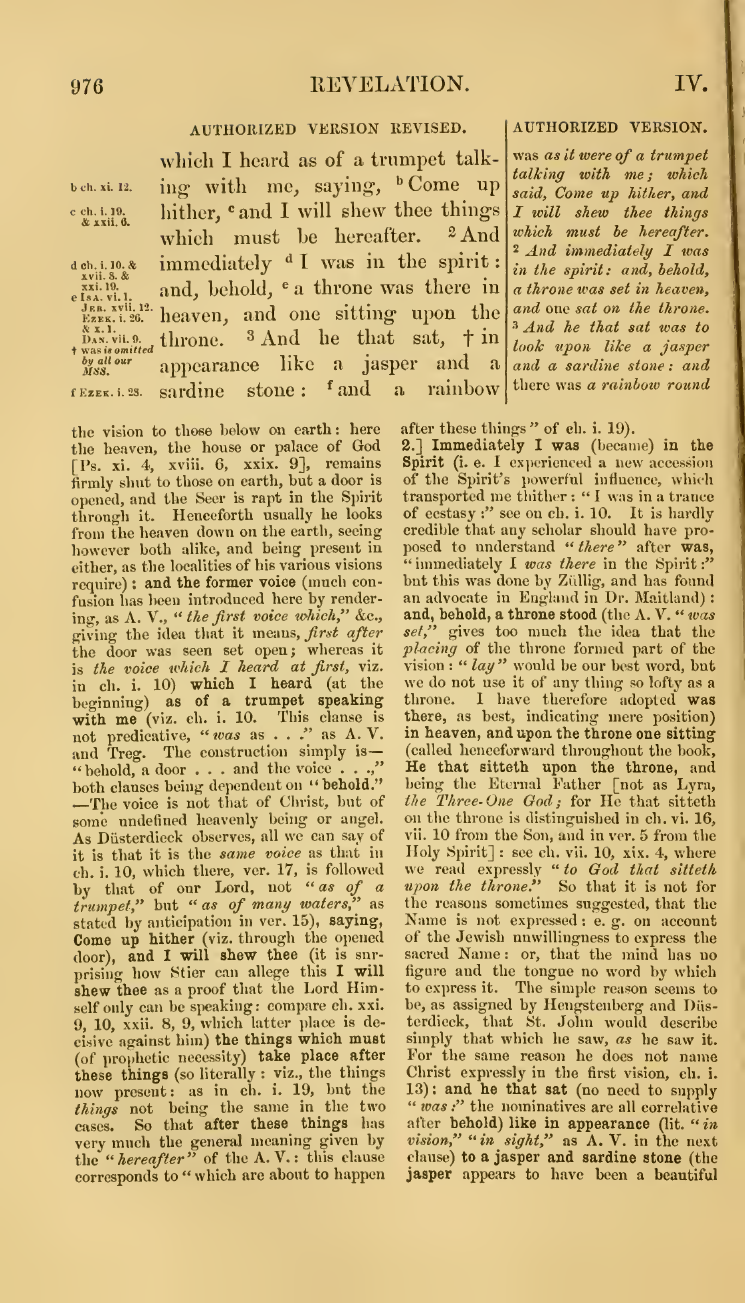 976 REVELATION. IV.
AUTHORIZED VERSION REVISED.
which I heard as of a trumpet talk-
ing with me, saying, b Come up
hither, c and I will shew thee things
which must be hereafter. 2 And
immediately d I was in the spirit :
and, behold, e a throne was there in
heaven, and one sitting upon the
throne. 3 And he that sat, † in
appearance like a jasper and a
sardine stone : f and a rainbow
b ch. xi. 12.
c ch. i. 19.
& xxii. 6.
d ch. i. 10. &
xvii. 3. &
xxi. 10.
e ISA. vi. 1.
JER. xvii. 12.
EZEK. i. 26.
& x. 1.
DAN. vii. 9.
† was is omitted
by all our
MSS.
f EZEK. i. 28.
AUTHORIZED VERSION.
was as it were of a trumpet
talking with me ; which
said, Come up hither, and
I will shew thee things
which must be hereafter.
2 And immediately I was
in the spirit: and, behold,
a throne was set in heaven,
and one sat on the throne.
3 And he that sat was to
look upon like a jasper
and a sardine stone : and
there was a rainbow round
the vision to those below on earth : here
the heaven, the house or palace of God
[Ps. xi. 4, xviii. 6, xxix. 9], remains
firmly shut to those on earth, but a door is
opened, and the Seer is rapt in the Spirit
through it. Henceforth usually he looks
from the heaven down on the earth, seeing
however both alike, and being present in
either, as the localities of his various visions
require) : and the former voice (much con-
fusion has been introduced here by render-
ing, as A. V., “ the first voice which,” &c.,
giving the idea that it means, first after
the door was seen set open ; whereas it
is the voice which I heard at first, viz.
in ch. i. 10) which I heard (at the
beginning) as of a trumpet speaking
with me (viz. ch. i. 10. This clause is
not predicative, “was as . . .” as A. V.
and Treg. The construction simply is—
“behold, a door . . . and the voice . . .,”
both clauses being dependent on “behold.”
—The voice is not that of Christ, but of
some undefined heavenly being or angel.
As Düsterdieck observes, all we can say of
it is that it is the same voice as that in
ch. i. 10, which there, ver. 17, is followed
by that of our Lord, not “as of a
trumpet,” but “ as of many waters,” as
stated by anticipation in ver. 15), saying,
Come up hither (viz. through the opened
door), and I will shew thee (it is sur-
prising how Stier can allege this I will
shew thee as a proof that the Lord Him-
self only can be speaking : compare ch. xxi.
9, 10, xxii. 8, 9, which latter place is de-
cisive against him) the things which must
(of prophetic necessity) take place after
these things (so literally : viz., the things
now present : as in ch. i. 19, but the
things not being the same in the two
cases. So that after these things has
very much the general meaning given by
the “hereafter” of the A. V. : this clause
corresponds to “ which are about to happen
after these things” of ch. i. 19).
2.] Immediately I was (became) in the
Spirit (i. e. I experienced a new accession
of the Spirit's powerful influence, which
transported me thither : “ I was in a trance
of ecstasy :” see on ch. i. 10. It is hardly
credible that any scholar should have pro-
posed to understand “there” after was,
“immediately I was there in the Spirit :”
but this was done by Züllig, and has found
an advocate in England in Dr. Maitland) :
and, behold, a throne stood (the A. V. “was
set,” gives too much the idea that the
placing of the throne formed part of the
vision : “ lay” would be our best word, but
we do not use it of any thing so lofty as a
throne. I have therefore adopted was
there, as best, indicating mere position)
in heaven, and upon the throne one sitting
(called henceforward throughout the book,
He that sitteth upon the throne, and
being the Eternal Father [not as Lyra,
the Three-One God ; for He that sitteth
on the throne is distinguished in ch. vi. 16,
vii. 10 from the Son, and in ver. 5 from the
Holy Spirit] : see ch. vii. 10, xix. 4, where
we read expressly “ to God that sitteth
upon the throne.” So that it is not for
the reasons sometimes suggested, that the
Name is not expressed : e. g. on account
of the Jewish unwillingness to express the
sacred Name : or, that the mind has no
figure and the tongue no word by which
to express it. The simple reason seems to
be, as assigned by Hengstenberg and Düs-
terdieck, that St. John would describe
simply that which he saw, as he saw it.
For the same reason he does not name
Christ expressly in the first vision, ch. i.
13) : and he that sat (no need to supply
“ was :” the nominatives are all correlative
after behold) like in appearance (lit. “in
vision,” “in sight,” as A. V. in the next
clause) to a jasper and sardine stone (the
jasper appears to have been a beautiful